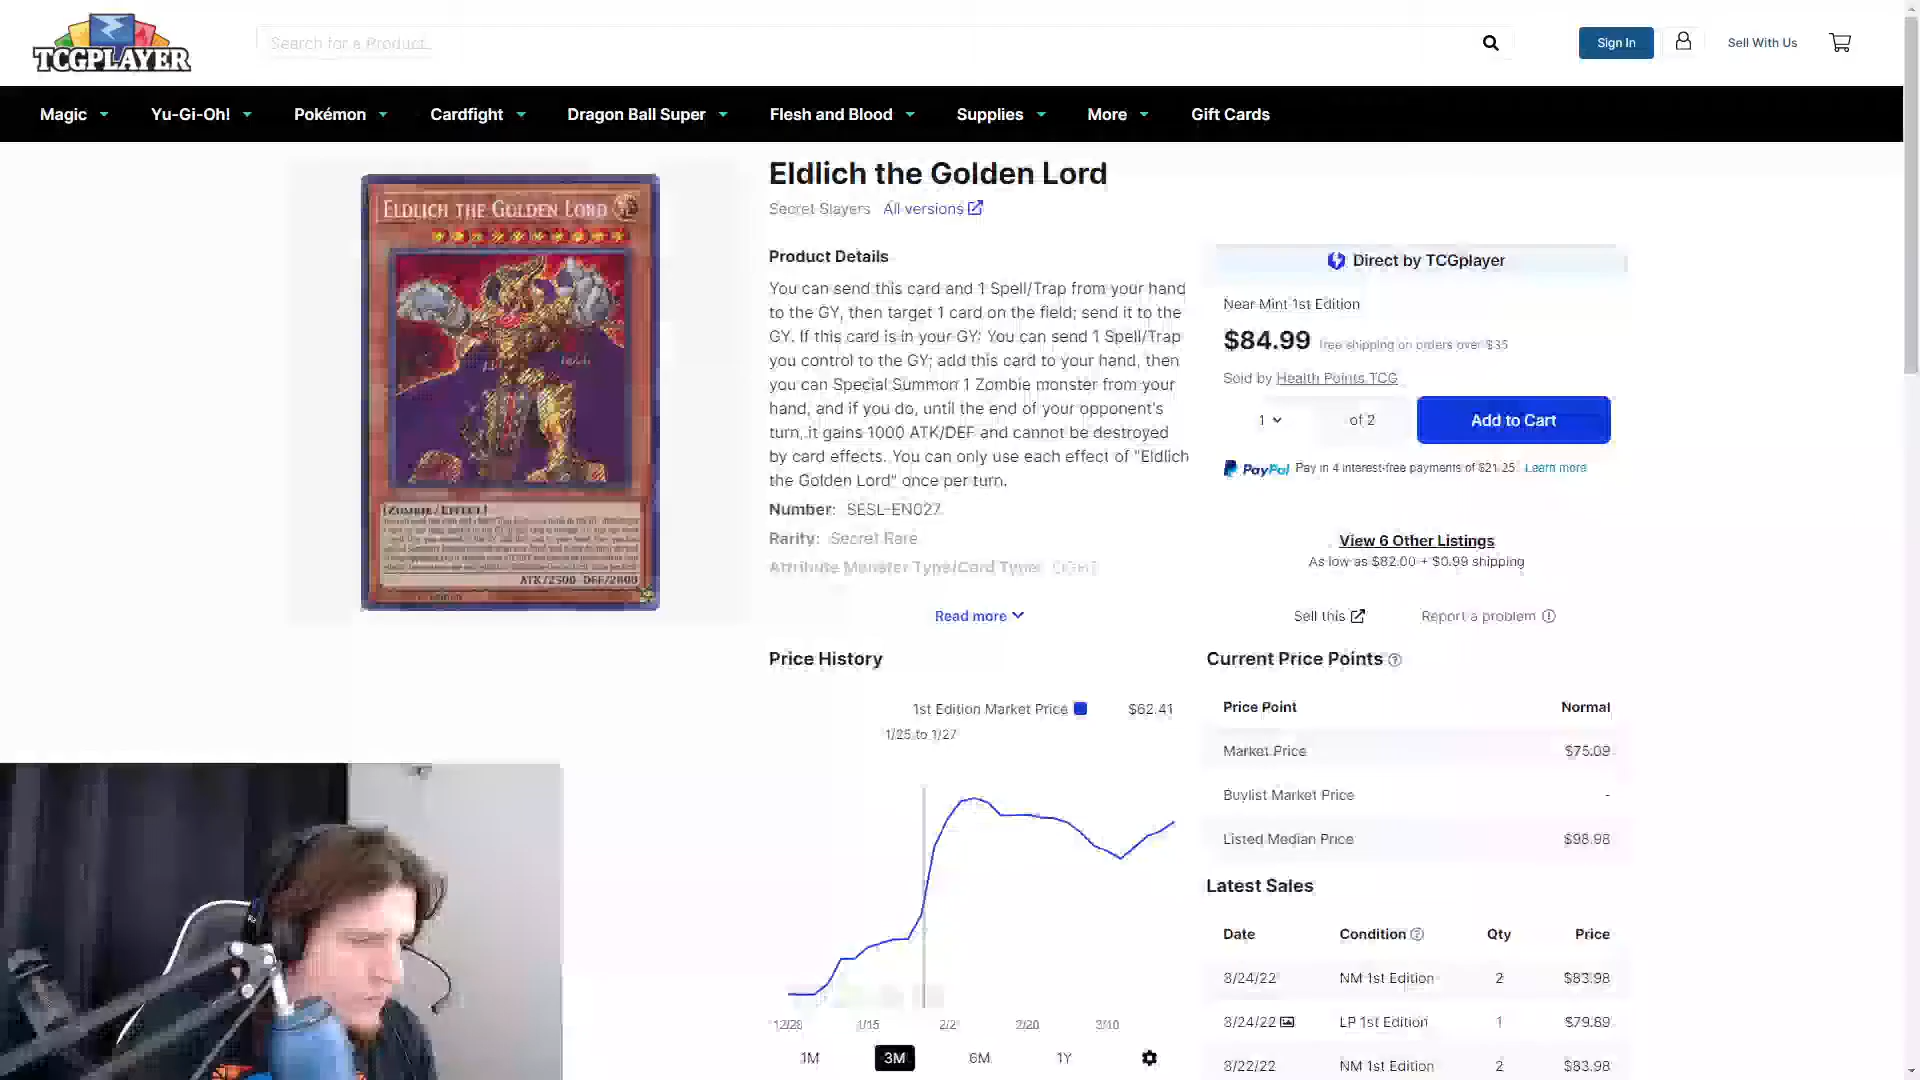 TCGPLAYER
Search for a Product...
Sign In
Sell With Us
Magic
Yu-Gi-Oh!
Pokémon
Cardfight
Dragon Ball Super
Flesh and Blood
Supplies
More
Gift Cards
ELDLICH THE GOLDEN LORD
[ZOMBIE/EFFECT]
ATK/2500 DEF/2800
Eldlich the Golden Lord
Secret Slayers All versions
Product Details
You can send this card and 1 Spell/Trap from your hand
to the GY, then target 1 card on the field; send it to the
GY. If this card is in your GY: You can send 1 Spell/Trap
you control to the GY; add this card to your hand, then
you can Special Summon 1 Zombie monster from your
hand, and if you do, until the end of your opponent's
turn, it gains 1000 ATK/DEF and cannot be destroyed
by card effects. You can only use each effect of "Eldlich
the Golden Lord" once per turn.
Number: SESL-EN027
Rarity: Secret Rare
Attribute Monster Type/Card Type: LIGHT
Read more
Direct by TCGplayer
Near Mint 1st Edition
$84.99 free shipping on orders over $35
Sold by Health Points TCG
1 of 2
Add to Cart
PayPal Pay in 4 interest-free payments of $21.25. Learn more
View 6 Other Listings
As low as $82.00 + $0.99 shipping
Sell this
Report a problem
Price History
1st Edition Market Price $62.41
1/25 to 1/27
12/28 1/15 2/2 2/20 3/10
1M 3M 6M 1Y
Current Price Points
Price Point Normal
Market Price $75.09
Buylist Market Price -
Listed Median Price $98.98
Latest Sales
Date Condition Qty Price
3/24/22 NM 1st Edition 2 $83.98
3/24/22 LP 1st Edition 1 $79.89
3/22/22 NM 1st Edition 2 $83.98